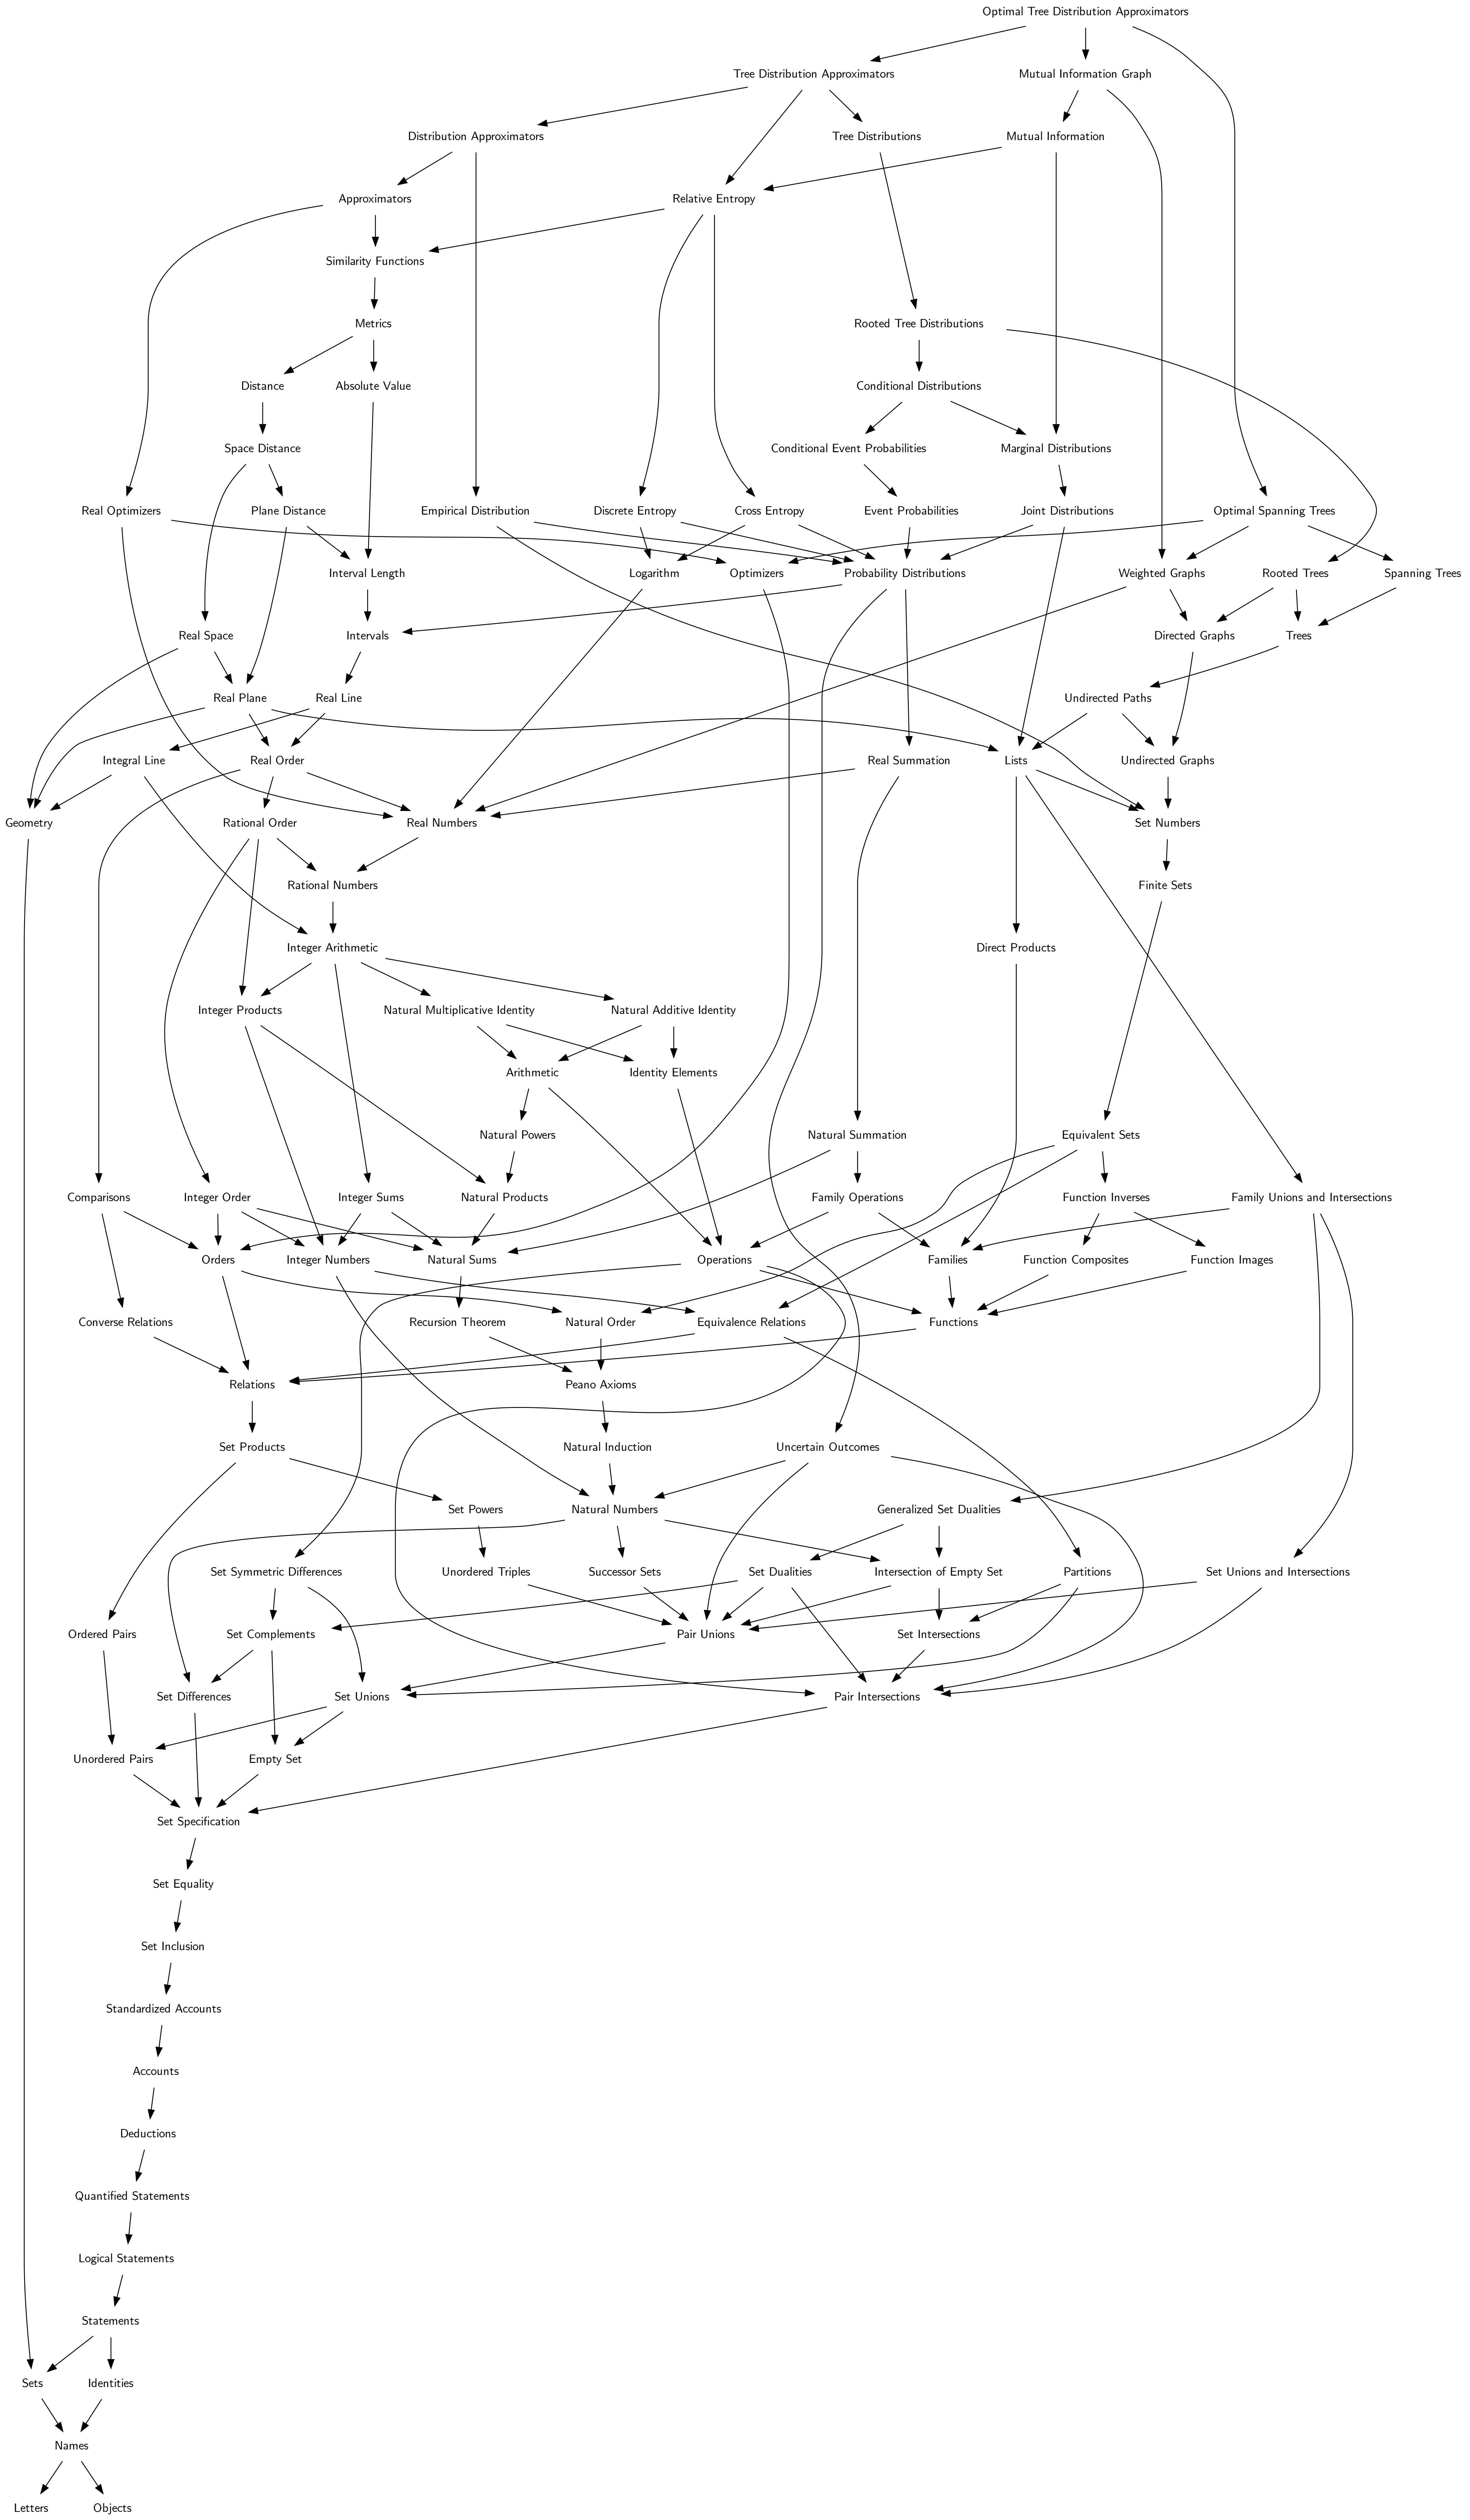 Optimal Tree Distribution Approximators
Tree Distribution Approximators
Mutual Information Graph
Distribution Approximators
Tree Distributions
Mutual Information
Approximators
Relative Entropy
Similarity Functions
Metrics
Rooted Tree Distributions
Distance
Absolute Value
Conditional Distributions
Space Distance
Conditional Event Probabilities
Marginal Distributions
Real Optimizers
Plane Distance
Empirical Distribution
Discrete Entropy
Cross Entropy
Event Probabilities
Joint Distributions
Optimal Spanning Trees
Interval Length
Logarithm
Optimizers
Probability Distributions
Weighted Graphs
Rooted Trees
Spanning Trees
Real Space
Intervals
Directed Graphs
Trees
Real Plane
Real Line
Undirected Paths
Integral Line
Real Order
Real Summation
Lists
Undirected Graphs
Geometry
Rational Order
Real Numbers
Set Numbers
Rational Numbers
Finite Sets
Integer Arithmetic
Direct Products
Integer Products
Natural Multiplicative Identity
Natural Additive Identity
Arithmetic
Identity Elements
Natural Powers
Natural Summation
Equivalent Sets
Comparisons
Integer Order
Integer Sums
Natural Products
Family Operations
Function Inverses
Family Unions and Intersections
Orders
Integer Numbers
Natural Sums
Operations
Families
Function Composites
Function Images
Converse Relations
Recursion Theorem
Natural Order
Equivalence Relations
Functions
Relations
Peano Axioms
Set Products
Natural Induction
Uncertain Outcomes
Set Powers
Natural Numbers
Generalized Set Dualities
Set Symmetric Differences
Unordered Triples
Successor Sets
Set Dualities
Intersection of Empty Set
Partitions
Set Unions and Intersections
Ordered Pairs
Set Complements
Pair Unions
Set Intersections
Set Differences
Set Unions
Pair Intersections
Unordered Pairs
Empty Set
Set Specification
Set Equality
Set Inclusion
Standardized Accounts
Accounts
Deductions
Quantified Statements
Logical Statements
Statements
Sets
Identities
Names
Letters
Objects